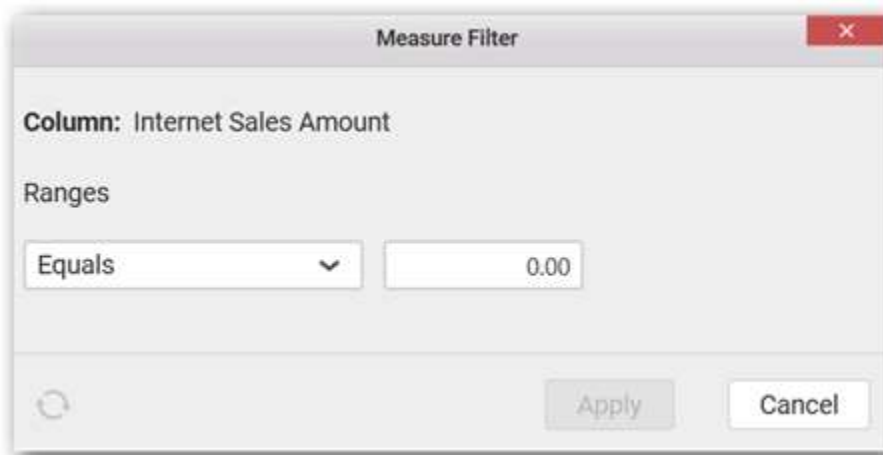 Measure Filter
Column: Internet Sales Amount
Ranges
Equals 0.00
Apply Cancel